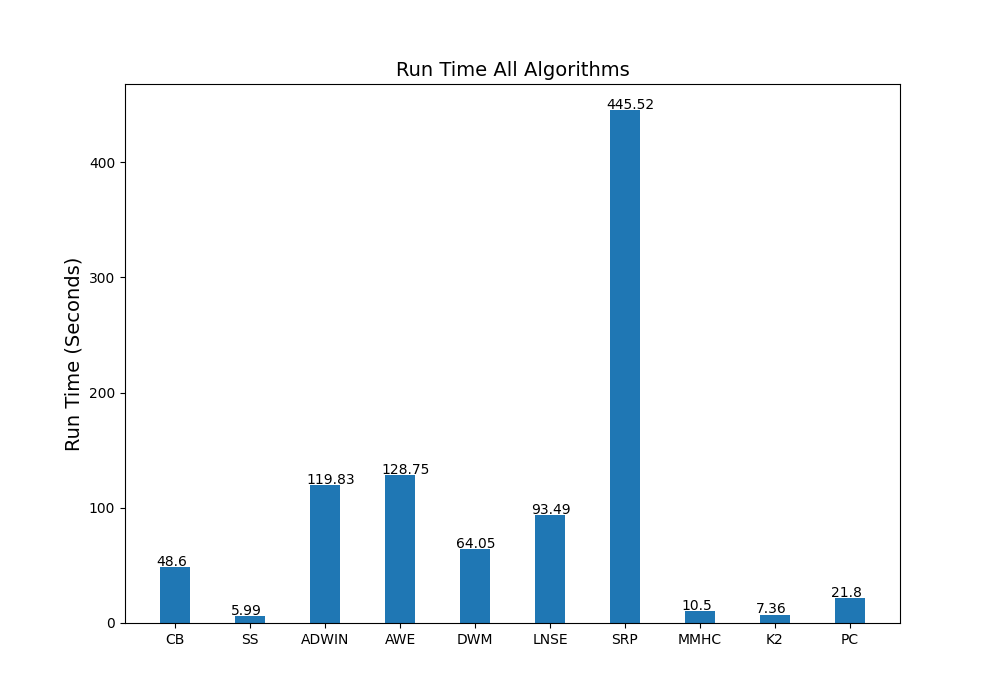 Run Time All Algorithms
Run Time (Seconds)
400
300
200
100
0
48.6
5.99
119.83
128.75
64.05
93.49
445.52
10.5
7.36
21.8
CB
SS
ADWIN
AWE
DWM
LNSE
SRP
MMHC
K2
PC